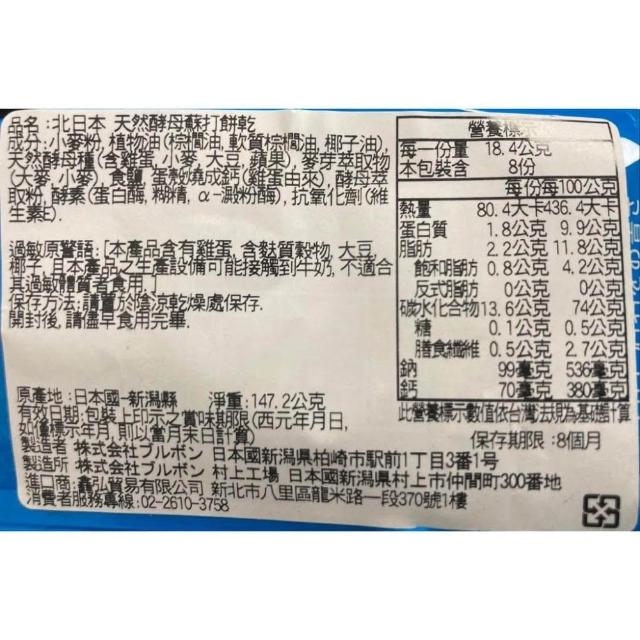 品名:北日本 天然酵母蘇打餅乾
成分:小麥粉, 植物油(棕櫚油, 軟質棕櫚油, 椰子油),
天然酵母種(含雞蛋, 小麥, 大豆, 蘋果), 麥芽萃取物
(大麥, 小麥), 食鹽, 蛋殼燒成鈣(雞蛋由來), 酵母萃
取粉, 酵素(蛋白酶, 糊精, α-澱粉酶), 抗氧化劑(維
生素E).
過敏原警語:[本產品含有雞蛋, 含麩質穀物, 大豆,
椰子, 且本產品之生產設備可能接觸到牛奶, 不適合
其過敏體質者食用.]
保存方法:請置於陰涼乾燥處保存.
開封後, 請儘早食用完畢.
原產地:日本國-新潟縣 淨重:147.2公克
有效日期:包裝上印示之賞味期限(西元年月日,
如僅標示年月, 則以當月末日計算)
製造者 株式会社ブルボン 日本國新潟県柏崎市駅前1丁目3番1号
製造所 株式会社ブルボン 村上工場 日本國新潟県村上市仲間町300番地
進口商:鑫弘貿易有限公司 新北市八里區龍米路一段370號1樓
消費者服務專線:02-2610-3758
營養標示
每一份量 18.4公克
本包裝含 8份
每份 每100公克
熱量 80.4大卡 436.4大卡
蛋白質 1.8公克 9.9公克
脂肪 2.2公克 11.8公克
飽和脂肪 0.8公克 4.2公克
反式脂肪 0公克 0公克
碳水化合物 13.6公克 74公克
糖 0.1公克 0.5公克
膳食纖維 0.5公克 2.7公克
鈉 99毫克 536毫克
鈣 70毫克 380毫克
此營養標示數值依台灣法規為基礎計算
保存期限:8個月